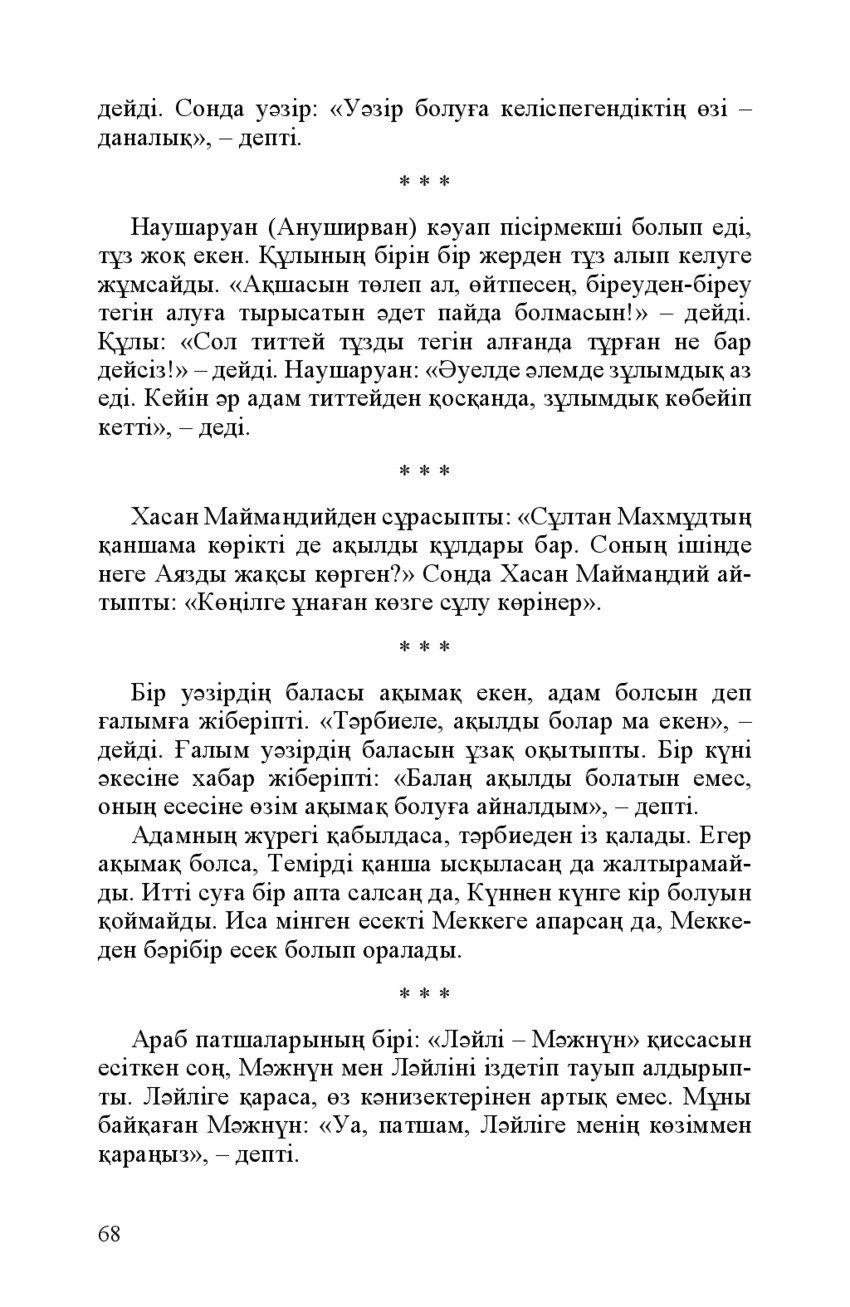 дейді. Сонда уәзір: «Уәзір болуға келіспегендіктің өзі –
даналық», – депті.
* * *
Наушаруан (Ануширван) кәуап пісірмекші болып еді,
тұз жоқ екен. Құлының бірін бір жерден тұз алып келуге
жұмсайды. «Ақшасын төлеп ал, өйтпесең, біреуден-біреу
тегін алуға тырысатын әдет пайда болмасын!» – дейді.
Құлы: «Сол титтей тұзды тегін алғанда тұрған не бар
дейсіз!» – дейді. Наушаруан: «Әуелде әлемде зұлымдық аз
еді. Кейін әр адам титтейден қосқанда, зұлымдық көбейіп
кетті», – деді.
* * *
Хасан Маймандийден сұрасыпты: «Сұлтан Махмұдтың
қаншама көрікті де ақылды құлдары бар. Соның ішінде
неге Аязды жақсы көрген?» Сонда Хасан Маймандий ай-
тыпты: «Көңілге ұнаған көзге сұлу көрінер».
* * *
Бір уәзірдің баласы ақымақ екен, адам болсын деп
ғалымға жіберіпті. «Тәрбиеле, ақылды болар ма екен», –
дейді. Ғалым уәзірдің баласын ұзақ оқытыпты. Бір күні
әкесіне хабар жіберіпті: «Балаң ақылды болатын емес,
оның есесіне өзім ақымақ болуға айналдым», – депті.
Адамның жүрегі қабылдаса, тәрбиеден із қалады. Егер
ақымақ болса, Темірді қанша ысқыласаң да жалтырамай-
ды. Итті суға бір апта салсаң да, Күннен күнге кір болуын
қоймайды. Иса мінген есекті Меккеге апарсаң да, Мекке-
ден бәрібір есек болып оралады.
* * *
Араб патшаларының бірі: «Ләйлі – Мәжнүн» қиссасын
есіткен соң, Мәжнүн мен Ләйліні іздетіп тауып алдырып-
ты. Ләйліге қараса, өз кәнизектерінен артық емес. Мұны
байқаған Мәжнүн: «Уа, патшам, Ләйліге менің көзіммен
қараңыз», – депті.
68